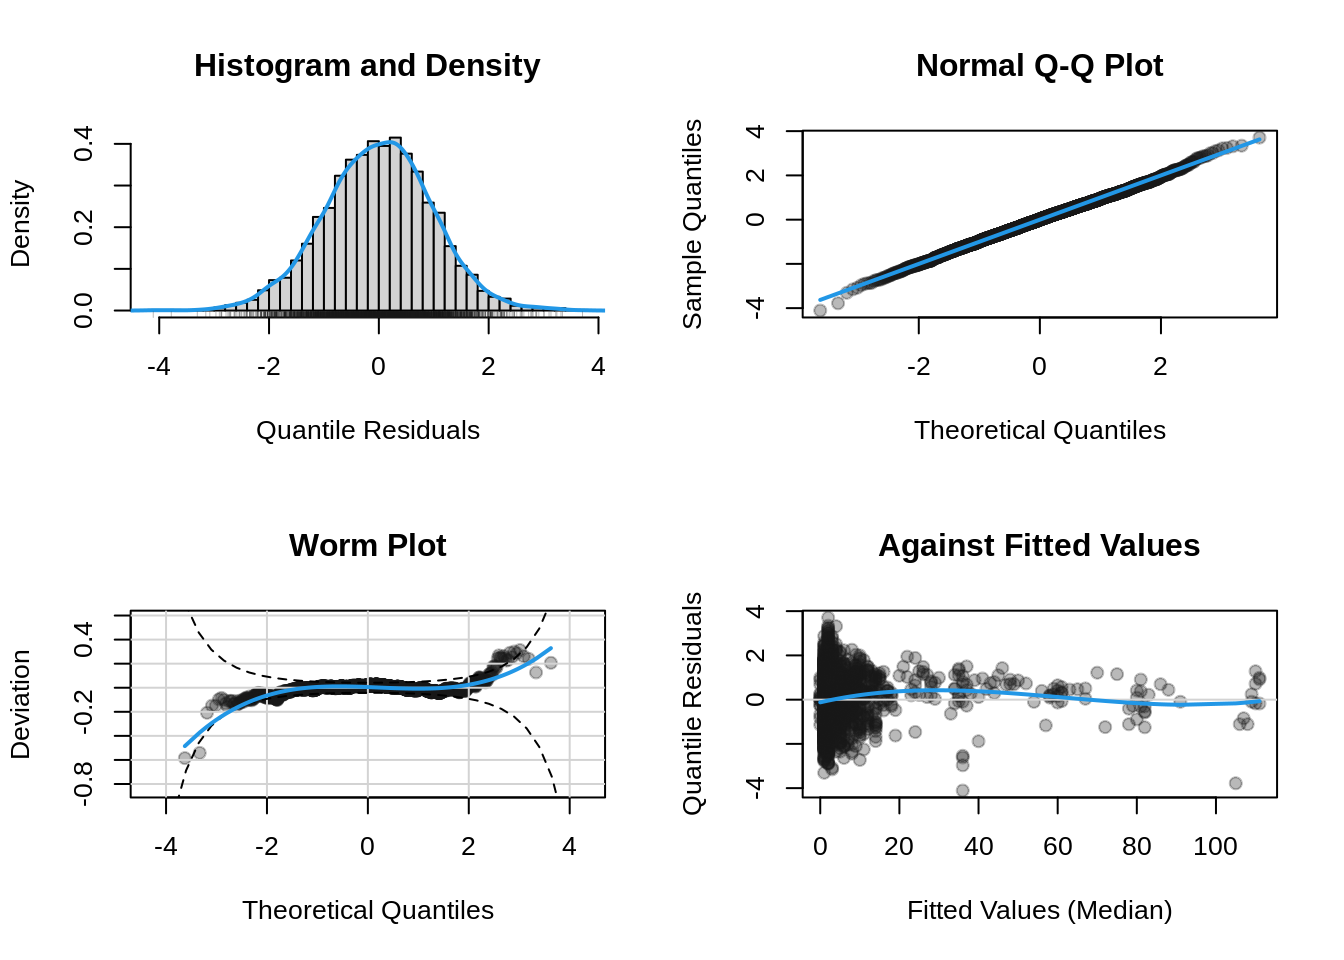 Histogram and Density
Density
0.0 0.2 0.4
-4 -2 0 2 4
Quantile Residuals
Normal Q-Q Plot
Sample Quantiles
-4 0 2 4
-2 0 2
Theoretical Quantiles
Worm Plot
Deviation
-0.8 -0.2 0.4
-4 -2 0 2 4
Theoretical Quantiles
Against Fitted Values
Quantile Residuals
-4 0 2 4
0 20 40 60 80 100
Fitted Values (Median)